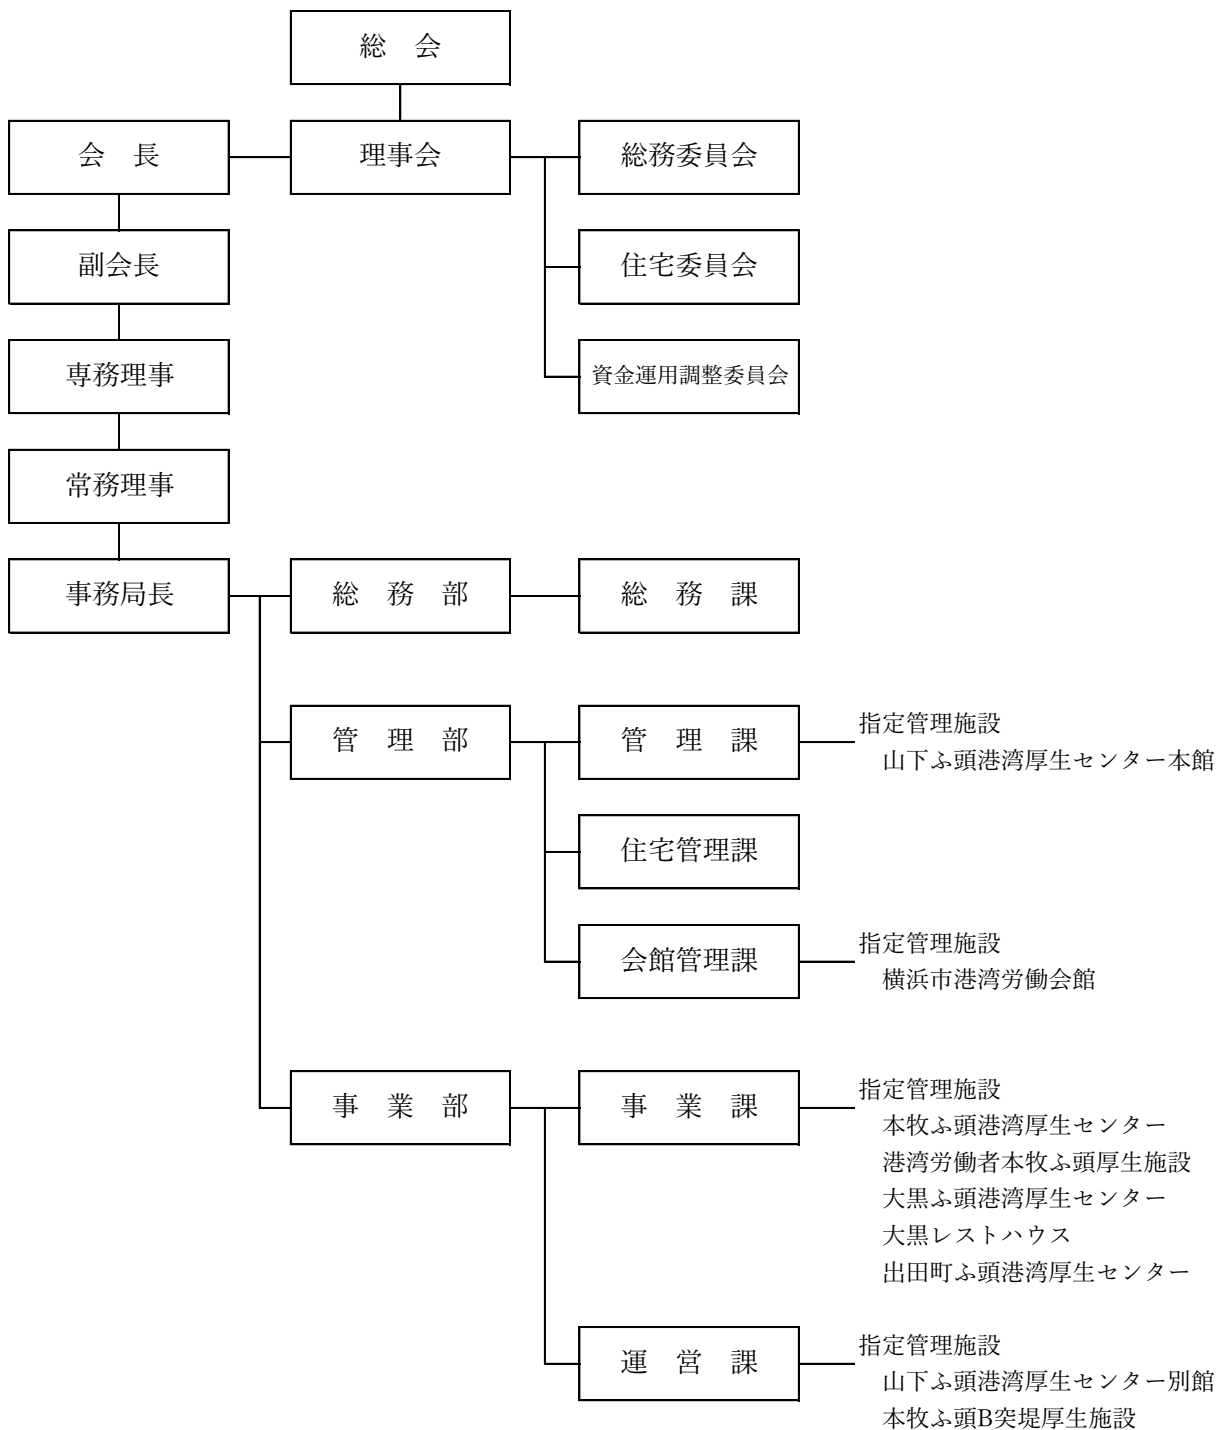 総　会
会　長
理事会
総務委員会
副会長
住宅委員会
専務理事
資金運用調整委員会
常務理事
事務局長
総　務　部
総　務　課
管　理　部
管　理　課
指定管理施設
山下ふ頭港湾厚生センター本館
住宅管理課
会館管理課
指定管理施設
横浜市港湾労働会館
事　業　部
事　業　課
指定管理施設
本牧ふ頭港湾厚生センター
港湾労働者本牧ふ頭厚生施設
大黒ふ頭港湾厚生センター
大黒レストハウス
出田町ふ頭港湾厚生センター
運　営　課
指定管理施設
山下ふ頭港湾厚生センター別館
本牧ふ頭B突堤厚生施設